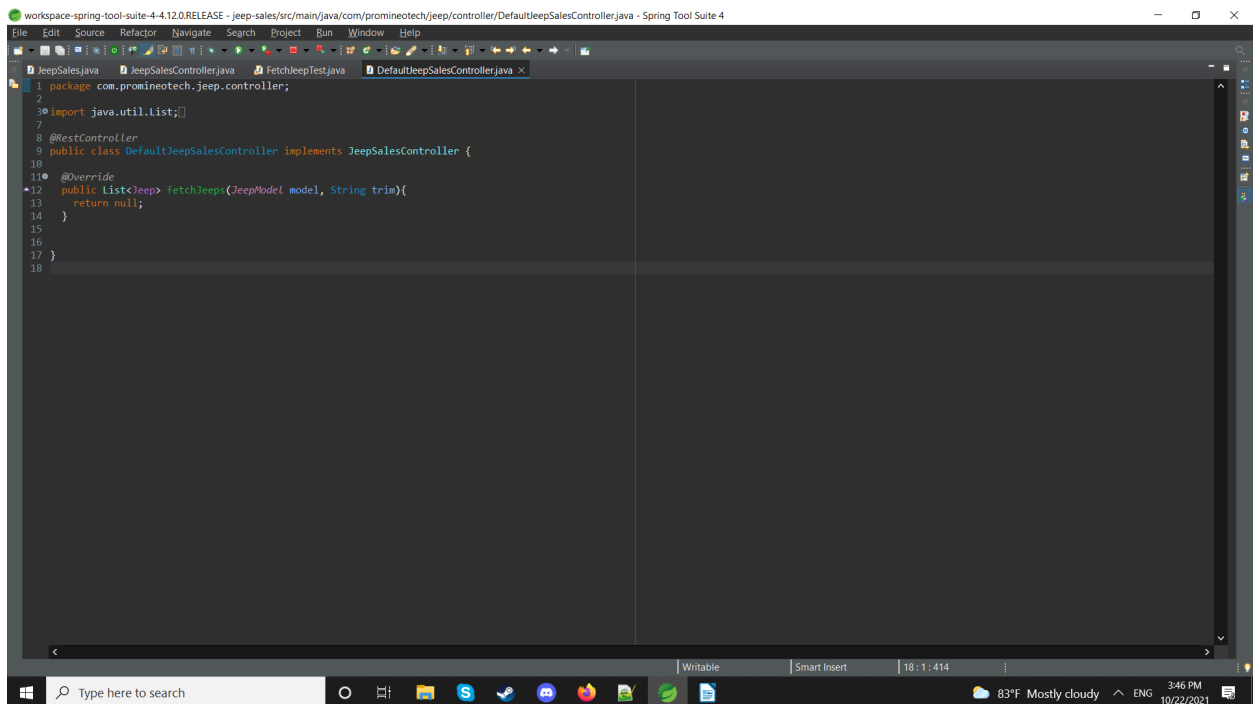 workspace-spring-tool-suite-4-4.12.0.RELEASE - jeep-sales/src/main/java/com/promineotech/jeep/controller/DefaultJeepSalesController.java - Spring Tool Suite 4
File Edit Source Refactor Navigate Search Project Run Window Help
JeepSales.java JeepSalesController.java FetchJeepTest.java DefaultJeepSalesController.java
1 package com.promineotech.jeep.controller;
2
3 import java.util.List;
7
8 @RestController
9 public class DefaultJeepSalesController implements JeepSalesController {
10
11 @Override
12 public List<Jeep> fetchJeeps(JeepModel model, String trim){
13 return null;
14 }
15
16
17 }
18
Writable Smart Insert 18 : 1 : 414
Type here to search 83°F Mostly cloudy ENG 3:46 PM
10/22/2021